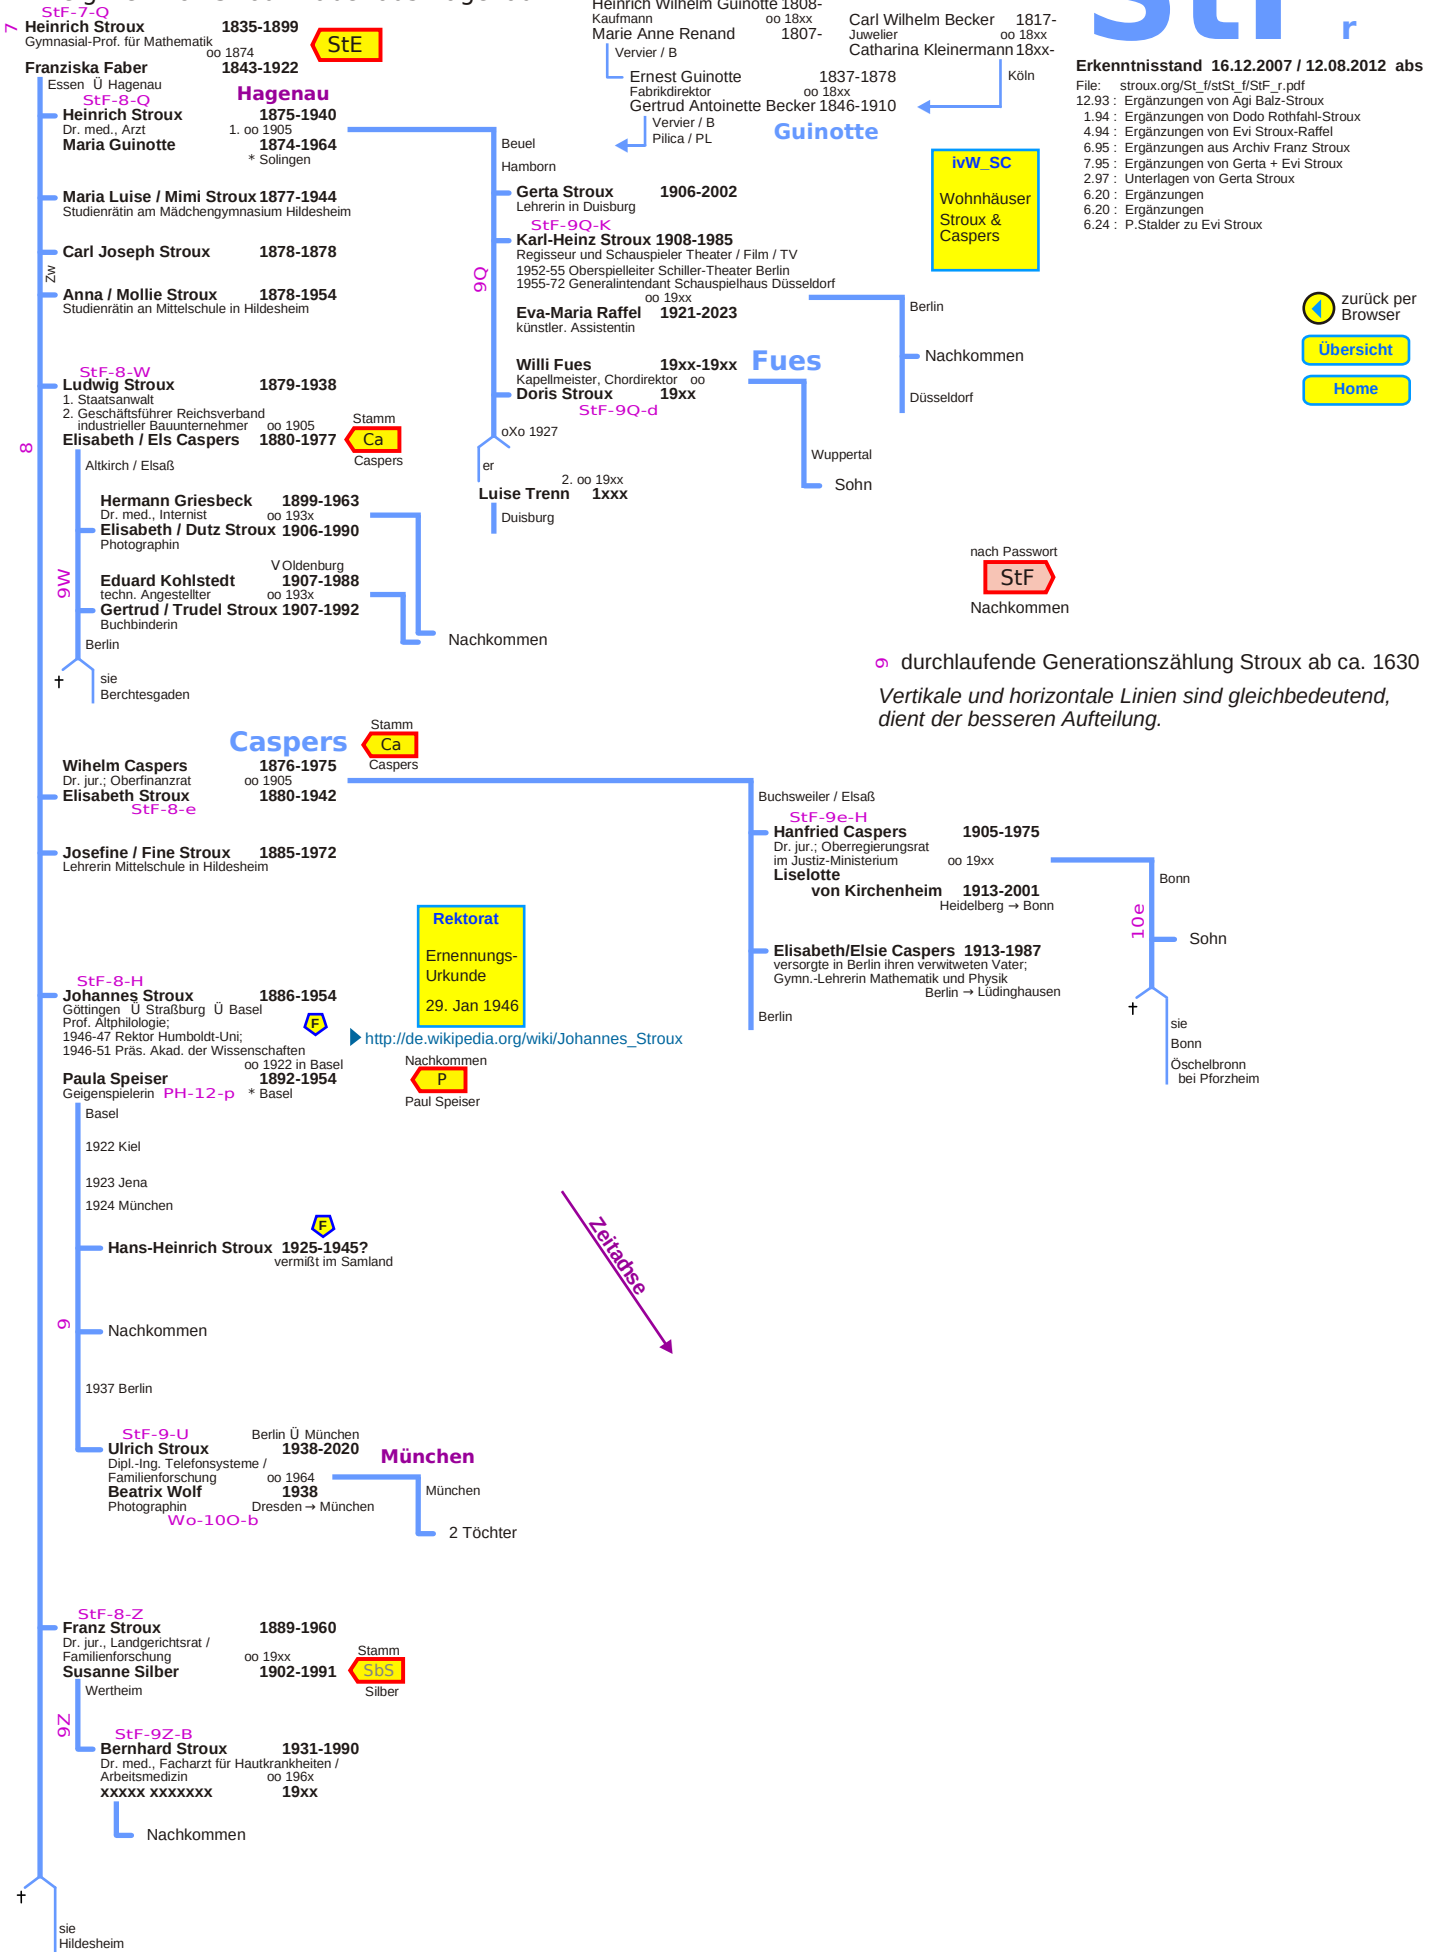 StF-7-Q
7
Heinrich Stroux 1835-1899
Gymnasial-Prof. für Mathematik
oo 1874
Franziska Faber 1843-1922
StE
Essen Ü Hagenau
Hagenau
StF-8-Q
Heinrich Stroux 1875-1940
Dr. med., Arzt 1. oo 1905
Maria Guinotte 1874-1964
* Solingen
Maria Luise / Mimi Stroux 1877-1944
Studienrätin am Mädchengymnasium Hildesheim
Carl Joseph Stroux 1878-1878
Zw
Anna / Mollie Stroux 1878-1954
Studienrätin an Mittelschule in Hildesheim
StF-8-W
Ludwig Stroux 1879-1938
1. Staatsanwalt
2. Geschäftsführer Reichsverband
industrieller Bauunternehmer oo 1905
Elisabeth / Els Caspers 1880-1977
Stamm
Ca
Caspers
8
Altkirch / Elsaß
Hermann Griesbeck 1899-1963
Dr. med., Internist oo 193x
Elisabeth / Dutz Stroux 1906-1990
Photographin
9W
V Oldenburg
Eduard Kohlstedt 1907-1988
techn. Angestellter oo 193x
Gertrud / Trudel Stroux 1907-1992
Buchbinderin
Nachkommen
Berlin
†
sie
Berchtesgaden
Heinrich Wilhelm Guinotte 1808-
Kaufmann oo 18xx
Marie Anne Renand 1807-
Vervier / B
Carl Wilhelm Becker 1817-
Juwelier oo 18xx
Catharina Kleinermann 18xx-
Köln
Ernest Guinotte 1837-1878
Fabrikdirektor oo 18xx
Gertrud Antoinette Becker 1846-1910
Vervier / B
Pilica / PL
Guinotte
StF r
Erkenntnisstand 16.12.2007 / 12.08.2012 abs
File: stroux.org/St_f/stSt_f/StF_r.pdf
12.93 : Ergänzungen von Agi Balz-Stroux
1.94 : Ergänzungen von Dodo Rothfahl-Stroux
4.94 : Ergänzungen von Evi Stroux-Raffel
6.95 : Ergänzungen aus Archiv Franz Stroux
7.95 : Ergänzungen von Gerta + Evi Stroux
2.97 : Unterlagen von Gerta Stroux
6.20 : Ergänzungen
6.20 : Ergänzungen
6.24 : P.Stalder zu Evi Stroux
ivW_SC
Wohnhäuser
Stroux &
Caspers
zurück per
Browser
Übersicht
Home
Beuel
Hamborn
Gerta Stroux 1906-2002
Lehrerin in Duisburg
StF-9Q-K
Karl-Heinz Stroux 1908-1985
Regisseur und Schauspieler Theater / Film / TV
1952-55 Oberspielleiter Schiller-Theater Berlin
1955-72 Generalintendant Schauspielhaus Düsseldorf
oo 19xx
Eva-Maria Raffel 1921-2023
künstler. Assistentin
9Q
Berlin
Nachkommen
Düsseldorf
Willi Fues 19xx-19xx
Kapellmeister, Chordirektor oo
Doris Stroux 19xx
StF-9Q-d
Fues
Wuppertal
Sohn
oXo 1927
er
2. oo 19xx
Luise Trenn 1xxx
Duisburg
nach Passwort
StF
Nachkommen
9 durchlaufende Generationszählung Stroux ab ca. 1630
Vertikale und horizontale Linien sind gleichbedeutend,
dient der besseren Aufteilung.
Caspers
Stamm
Ca
Caspers
Wihelm Caspers 1876-1975
Dr. jur.; Oberfinanzrat oo 1905
Elisabeth Stroux 1880-1942
StF-8-e
Josefine / Fine Stroux 1885-1972
Lehrerin Mittelschule in Hildesheim
Buchsweiler / Elsaß
StF-9e-H
Hanfried Caspers 1905-1975
Dr. jur.; Oberregierungsrat
im Justiz-Ministerium oo 19xx
Liselotte
von Kirchenheim 1913-2001
Heidelberg → Bonn
Elisabeth/Elsie Caspers 1913-1987
versorgte in Berlin ihren verwitweten Vater;
Gymn.-Lehrerin Mathematik und Physik
Berlin → Lüdinghausen
Berlin
Bonn
10e
Sohn
†
sie
Bonn
Öschelbronn
bei Pforzheim
Rektorat
Ernennungs-
Urkunde
29. Jan 1946
StF-8-H
Johannes Stroux 1886-1954
Göttingen Ü Straßburg Ü Basel
Prof. Altphilologie;
1946-47 Rektor Humboldt-Uni;
1946-51 Präs. Akad. der Wissenschaften
oo 1922 in Basel
F
http://de.wikipedia.org/wiki/Johannes_Stroux
Paula Speiser 1892-1954
Geigenspielerin PH-12-p * Basel
Nachkommen
P
Paul Speiser
Basel
1922 Kiel
1923 Jena
1924 München
F
Hans-Heinrich Stroux 1925-1945?
vermißt im Samland
9
Nachkommen
1937 Berlin
Zeitachse
StF-9-U Berlin Ü München
Ulrich Stroux 1938-2020
Dipl.-Ing. Telefonsysteme /
Familienforschung oo 1964
Beatrix Wolf 1938
Photographin Dresden → München
Wo-10O-b
München
München
2 Töchter
StF-8-Z
Franz Stroux 1889-1960
Dr. jur., Landgerichtsrat /
Familienforschung oo 19xx
Susanne Silber 1902-1991
Stamm
SbS
Silber
Wertheim
9Z
StF-9Z-B
Bernhard Stroux 1931-1990
Dr. med., Facharzt für Hautkrankheiten /
Arbeitsmedizin oo 196x
xxxxx xxxxxxx 19xx
Nachkommen
†
sie
Hildesheim